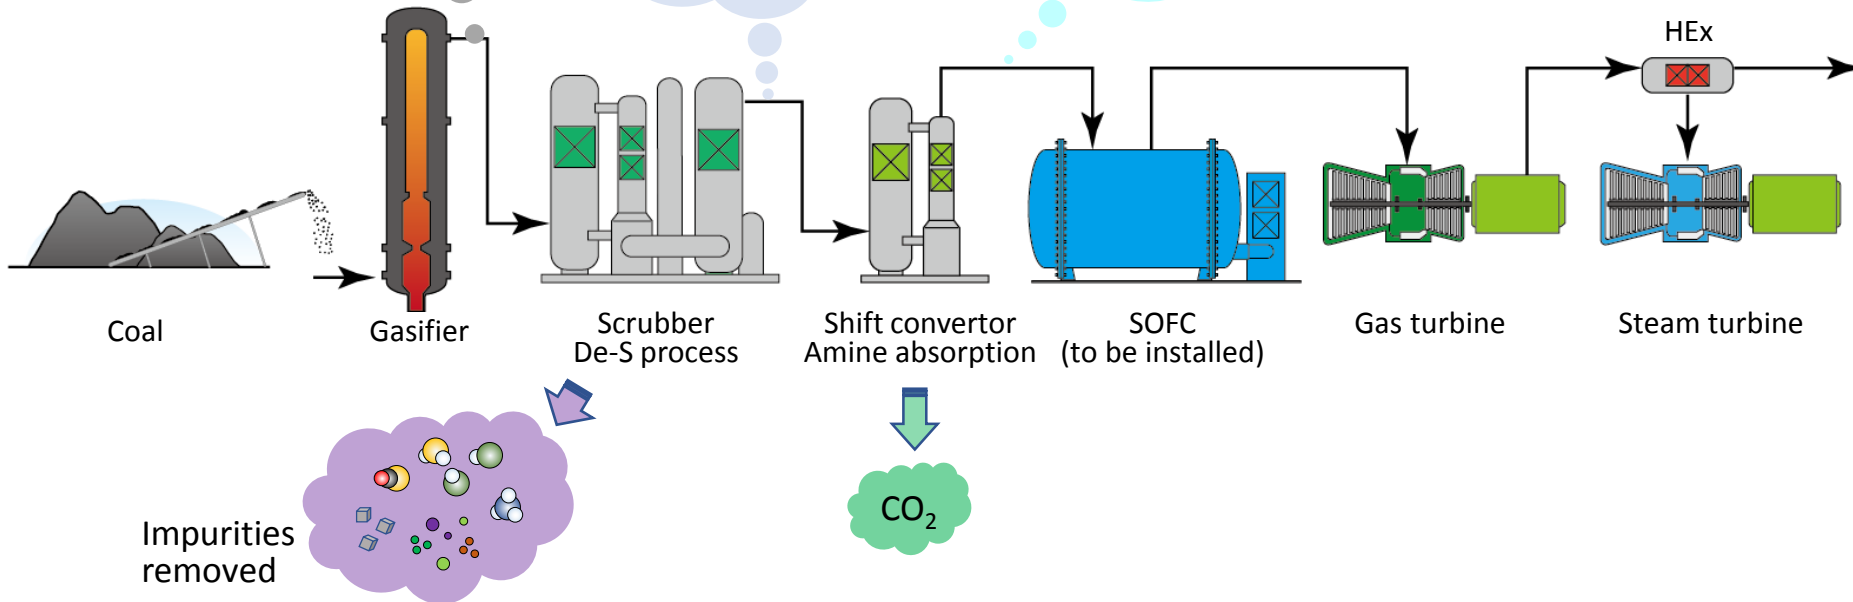 HEx
Coal
Gasifier
Scrubber
De-S process
Shift convertor
Amine absorption
SOFC
(to be installed)
Gas turbine
Steam turbine
Impurities
removed
CO₂